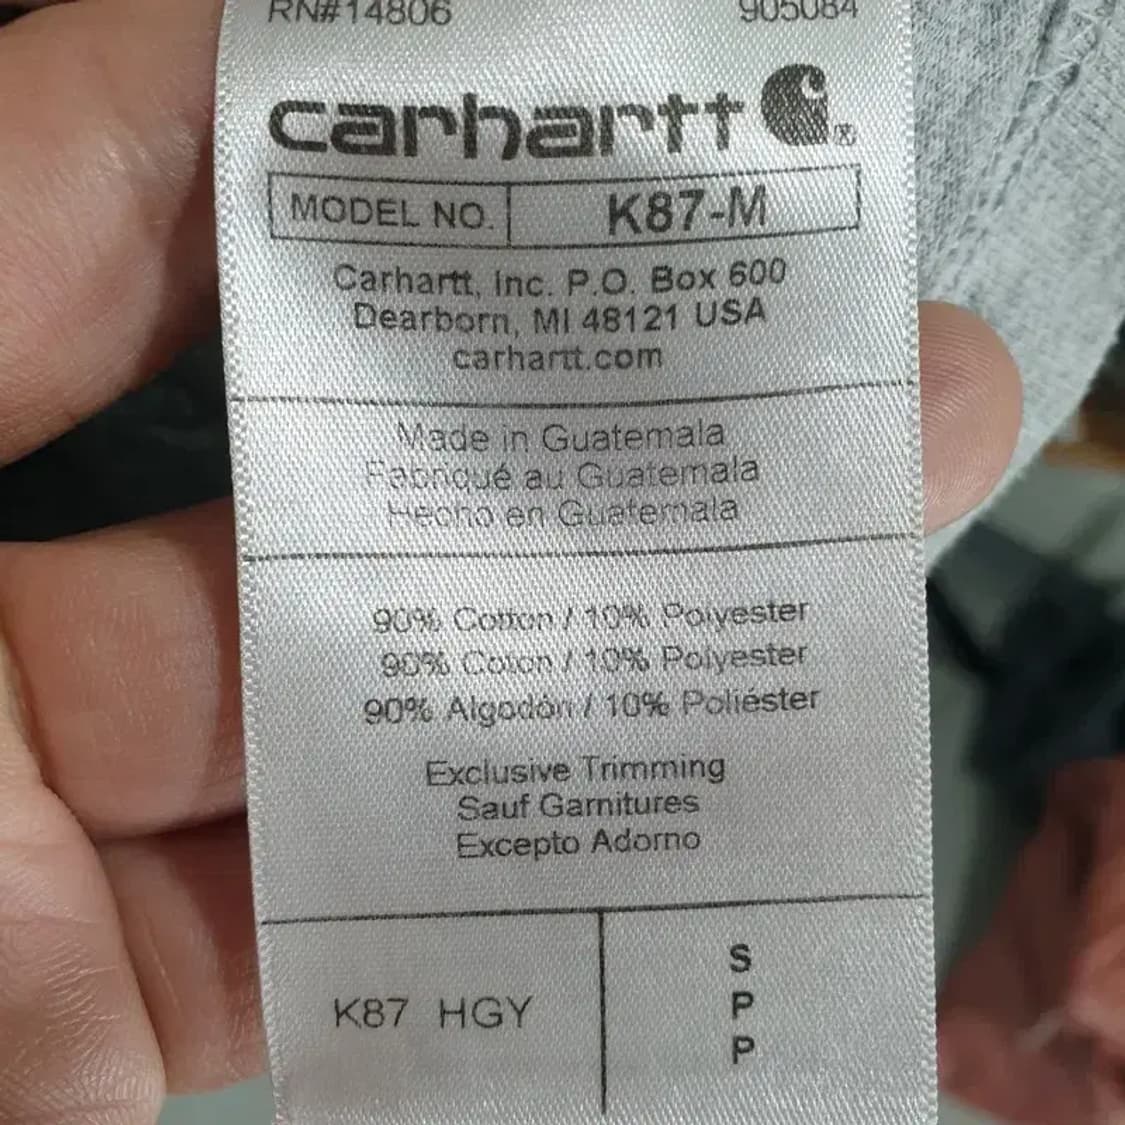 RN#14806 905084
carhartt ®
MODEL NO. K87-M
Carhartt, Inc. P.O. Box 600
Dearborn, MI 48121 USA
carhartt.com
Made in Guatemala
Fabriqué au Guatemala
Hecho en Guatemala
90% Cotton / 10% Polyester
90% Coton / 10% Polyester
90% Algodón / 10% Poliéster
Exclusive Trimming
Sauf Garnitures
Excepto Adorno
K87 HGY
S
P
P